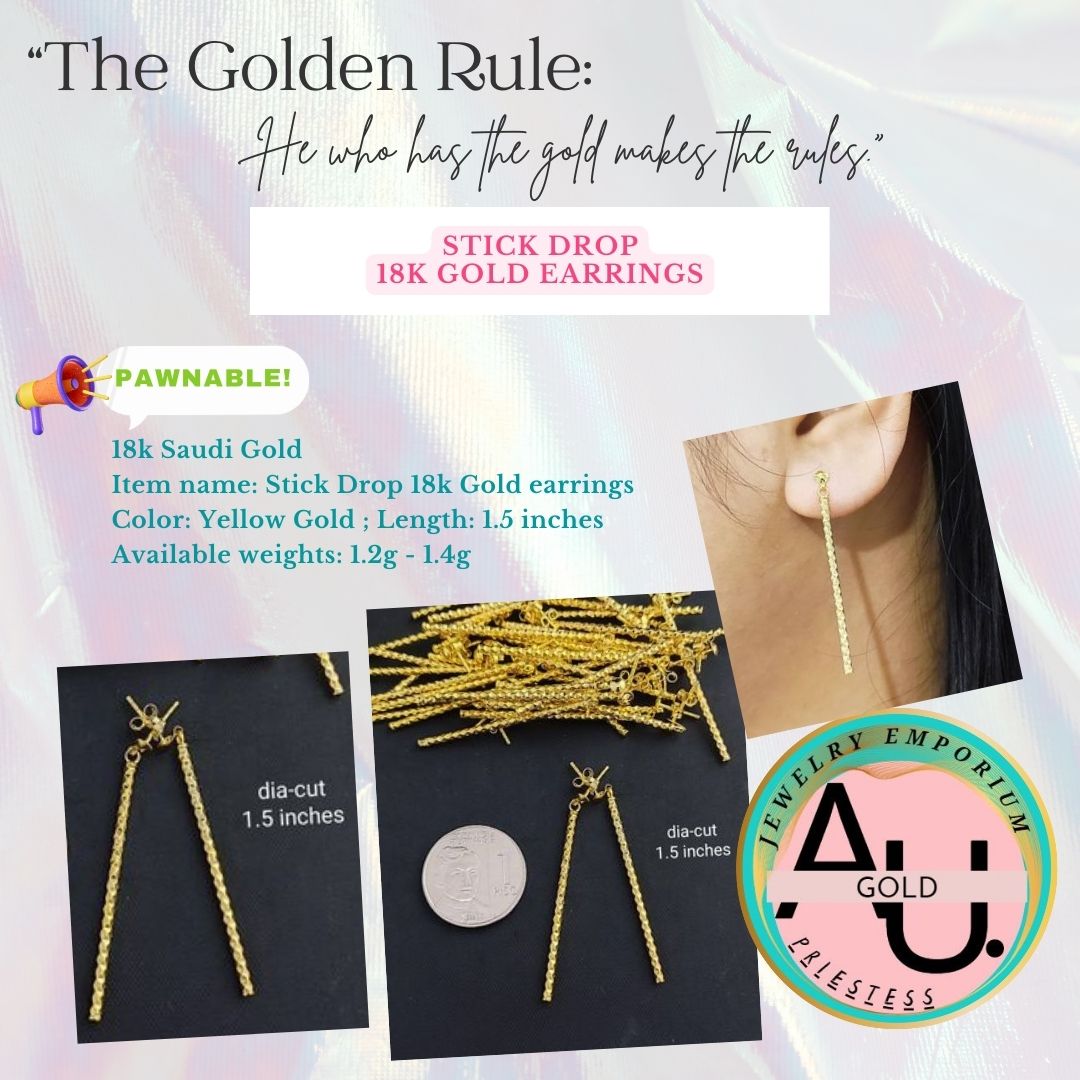 “The Golden Rule:
He who has the gold makes the rules.”
STICK DROP
18K GOLD EARRINGS
PAWNABLE!
18k Saudi Gold
Item name: Stick Drop 18k Gold earrings
Color: Yellow Gold ; Length: 1.5 inches
Available weights: 1.2g - 1.4g
dia-cut
1.5 inches
dia-cut
1.5 inches
1
PISO
JEWELRY EMPORIUM
AU.
GOLD
PRIESTESS